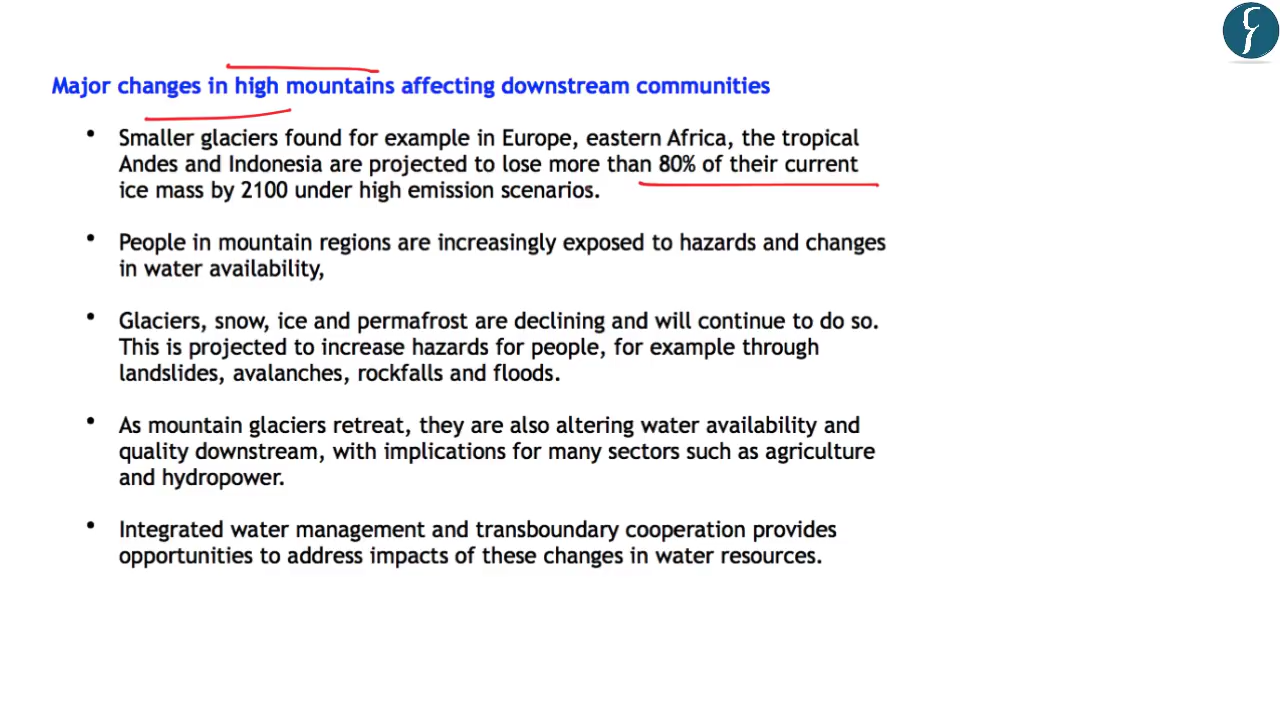 Major changes in high mountains affecting downstream communities
• Smaller glaciers found for example in Europe, eastern Africa, the tropical
Andes and Indonesia are projected to lose more than 80% of their current
ice mass by 2100 under high emission scenarios.
• People in mountain regions are increasingly exposed to hazards and changes
in water availability,
• Glaciers, snow, ice and permafrost are declining and will continue to do so.
This is projected to increase hazards for people, for example through
landslides, avalanches, rockfalls and floods.
• As mountain glaciers retreat, they are also altering water availability and
quality downstream, with implications for many sectors such as agriculture
and hydropower.
• Integrated water management and transboundary cooperation provides
opportunities to address impacts of these changes in water resources.